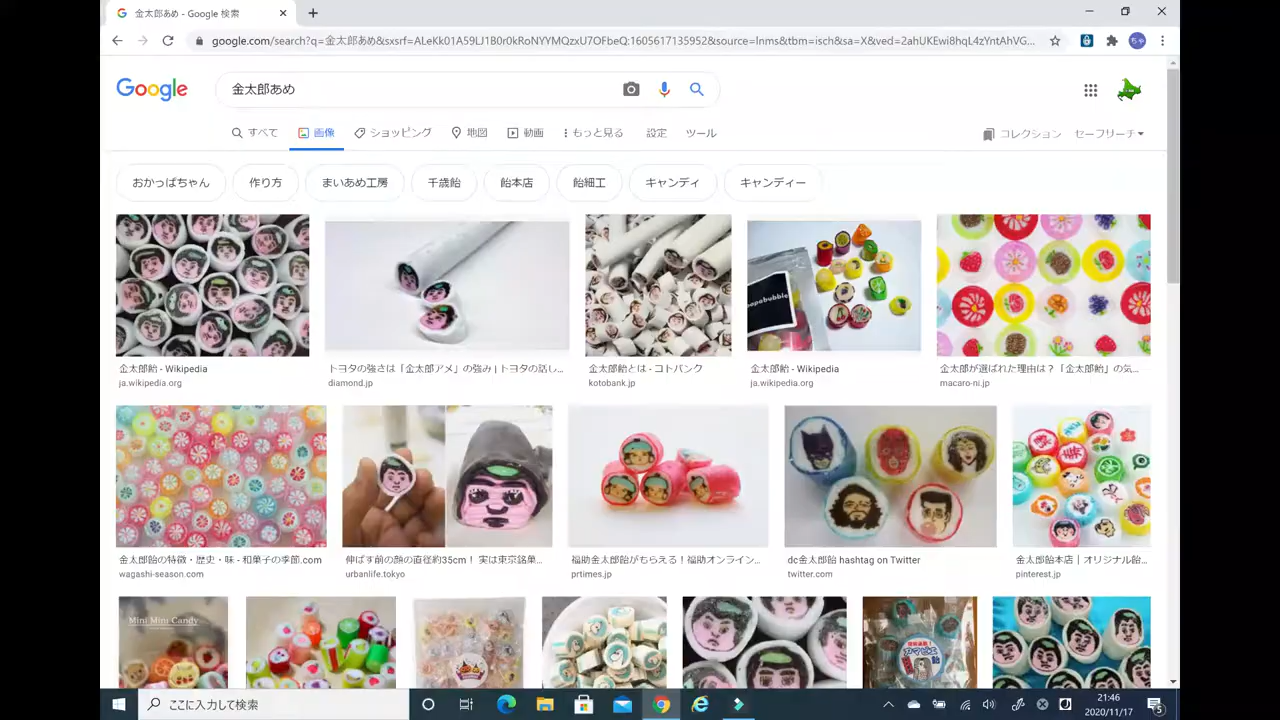 金太郎あめ - Google 検索
google.com/search?q=金太郎あめ&sxsrf=ALeKk01A59LJ1B0r0kRoNYYMQzxU7OFbeQ:1605617135952&source=lnms&tbm=isch&sa=X&ved=2ahUKEwi8hqL4zYntAhVG...
ちゃ
Google
金太郎あめ
すべて 画像 ショッピング 地図 動画 もっと見る 設定 ツール
コレクション セーフリーチ
おかっぱちゃん 作り方 まいあめ工房 千歳飴 飴本店 飴細工 キャンディ キャンディー
papabubble
金太郎飴 - Wikipedia
ja.wikipedia.org
トヨタの強さは「金太郎アメ」の強み | トヨタの話し...
diamond.jp
金太郎飴とは - コトバンク
kotobank.jp
金太郎飴 - Wikipedia
ja.wikipedia.org
金太郎が選ばれた理由は？「金太郎飴」の気...
macaro-ni.jp
金太郎飴の特徴・歴史・味 - 和菓子の季節.com
wagashi-season.com
伸ばす前の顔の直径約35cm！ 実は東京銘菓...
urbanlife.tokyo
福助金太郎飴がもらえる！福助オンライン...
prtimes.jp
dc金太郎飴 hashtag on Twitter
twitter.com
金太郎飴本店 | オリジナル飴...
pinterest.jp
Mini Mini Candy
アマビエ飴
ここに入力して検索
21:46
2020/11/17
5